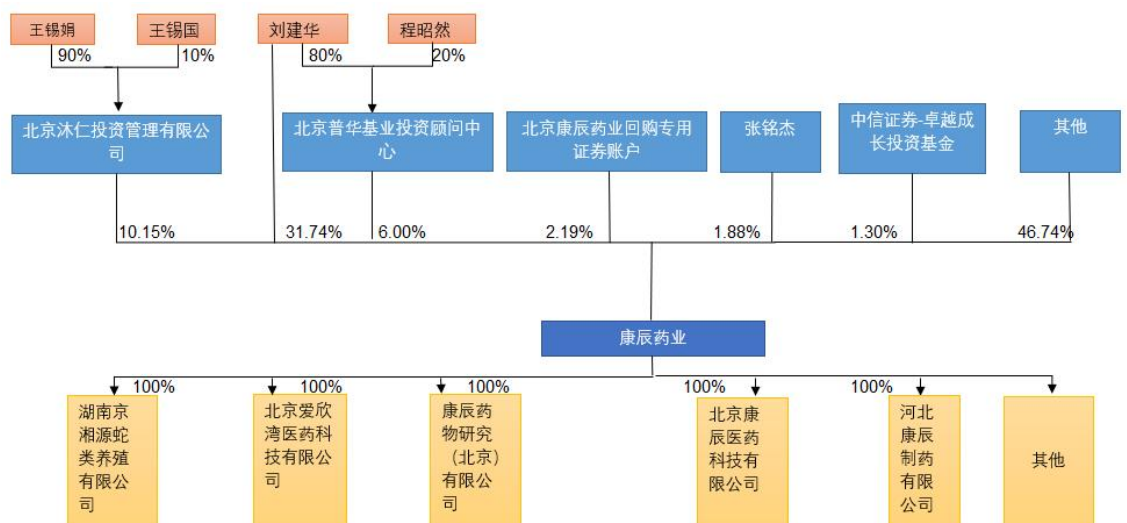 王锡娟
王锡国
刘建华
程昭然
90%
10%
80%
20%
北京沐仁投资管理有限公
司
北京普华基业投资顾问中
心
北京康辰药业回购专用
证券账户
张铭杰
中信证券-卓越成
长投资基金
其他
10.15%
31.74%
6.00%
2.19%
1.88%
1.30%
46.74%
康辰药业
100%
100%
100%
100%
100%
湖南京
湘源蛇
类养殖
有限公
司
北京爱欣
湾医药科
技有限公
司
康辰药
物研究
（北京）
有限公
司
北京康
辰医药
科技有
限公司
河北
康辰
制药
有限
公司
其他